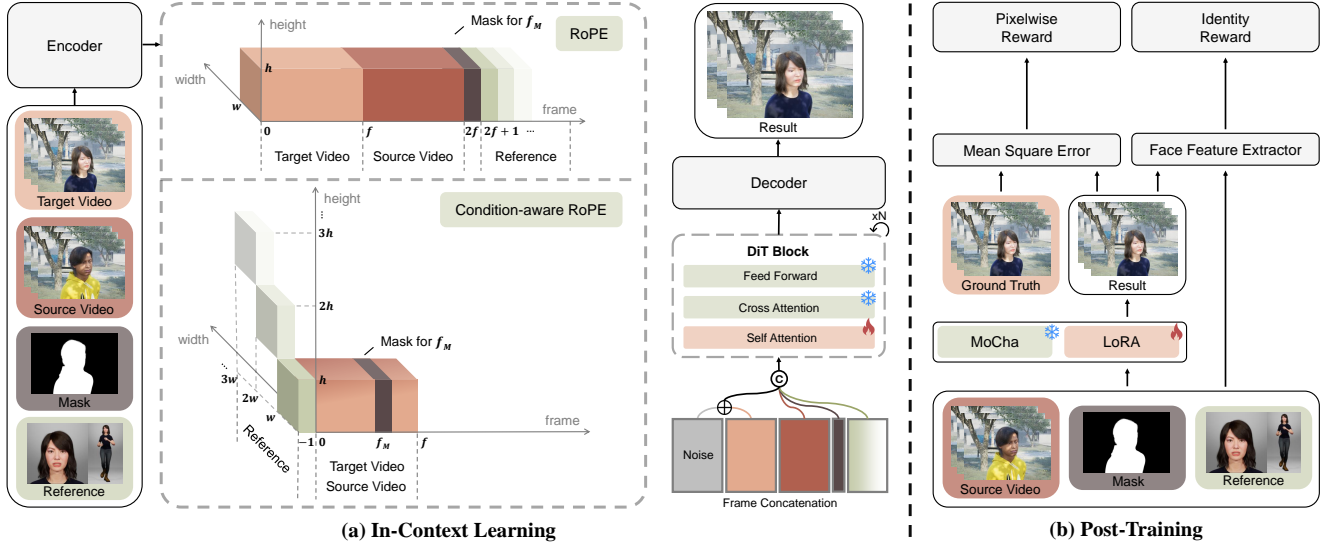 Encoder
Target Video
Source Video
Mask
Reference
height
Mask for f_M
RoPE
width
h
w
frame
0
f
2f
2f + 1
...
Target Video
Source Video
Reference
height
Condition-aware RoPE
...
3h
2h
width
Mask for f_M
...
3w
2w
w
h
frame
-1
0
f_M
f
Reference
Target Video
Source Video
(a) In-Context Learning
Result
Decoder
xN
DiT Block
Feed Forward
Cross Attention
Self Attention
C
Noise
Frame Concatenation
Pixelwise
Reward
Identity
Reward
Mean Square Error
Face Feature Extractor
Ground Truth
Result
MoCha
LoRA
Source Video
Mask
Reference
(b) Post-Training